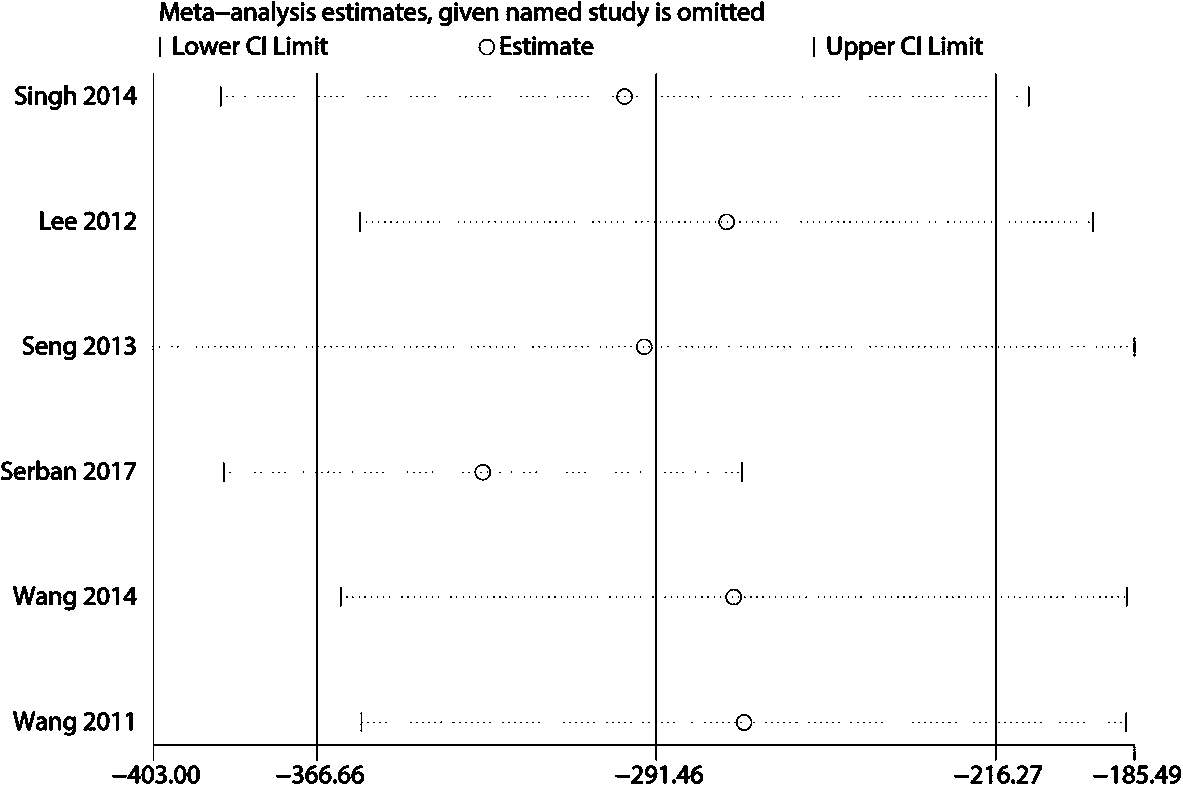 Meta−analysis estimates, given named study is omitted
| Lower CI Limit ○ Estimate | Upper CI Limit
Singh 2014
Lee 2012
Seng 2013
Serban 2017
Wang 2014
Wang 2011
−403.00 −366.66 −291.46 −216.27 −185.49